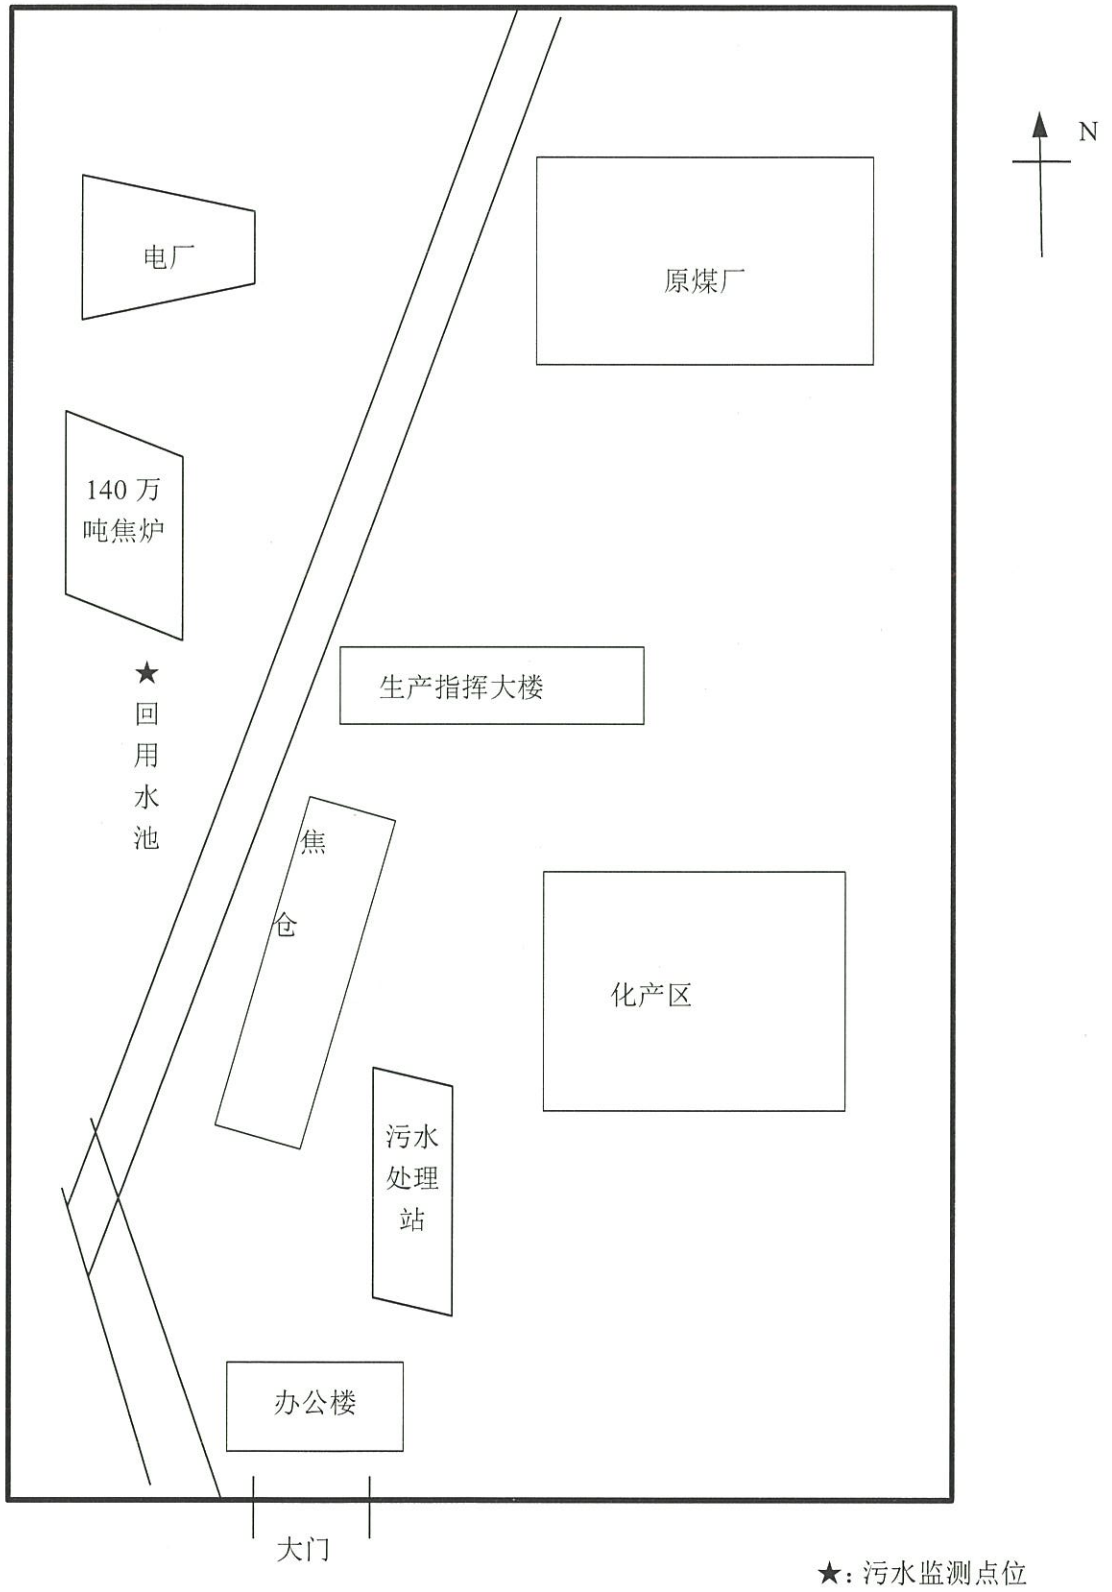 N
电厂
原煤厂
140 万
吨焦炉
★
回
用
水
池
生产指挥大楼
焦
仓
化产区
污水
处理
站
办公楼
大门
★: 污水监测点位